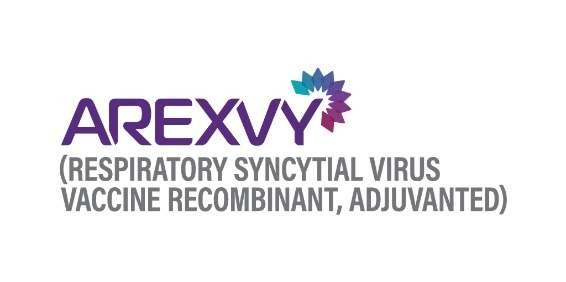 AREXVY
(RESPIRATORY SYNCYTIAL VIRUS
VACCINE RECOMBINANT, ADJUVANTED)